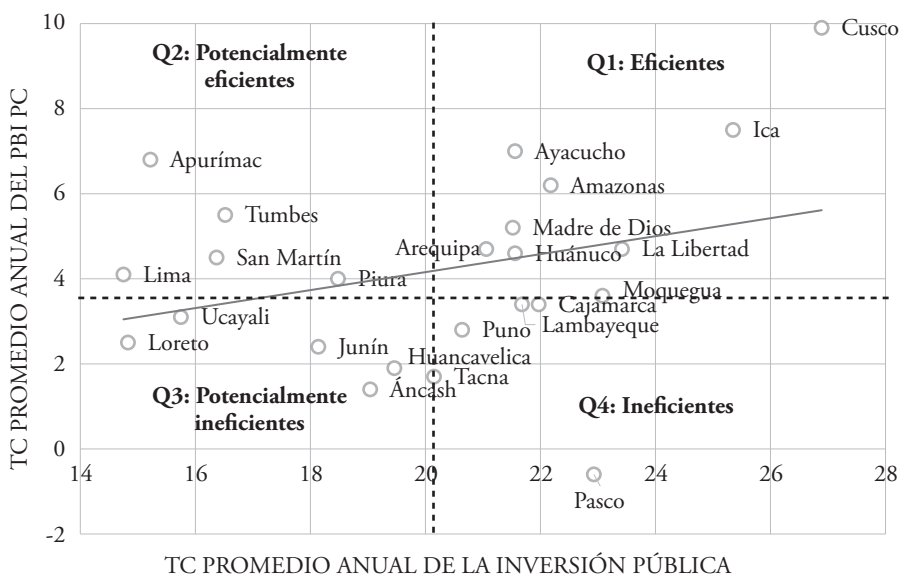 TC PROMEDIO ANUAL DEL PBI PC
10
8
6
4
2
0
-2
Q2: Potencialmente
eficientes
Q1: Eficientes
Cusco
Ica
Ayacucho
Apurímac
Amazonas
Tumbes
Madre de Dios
Arequipa
Huánuco
La Libertad
San Martín
Lima
Piura
Moquegua
Cajamarca
Ucayali
Lambayeque
Puno
Loreto
Junín
Huancavelica
Tacna
Áncash
Q3: Potencialmente
ineficientes
Q4: Ineficientes
14 16 18 20 22 24 26 28
Pasco
TC PROMEDIO ANUAL DE LA INVERSIÓN PÚBLICA